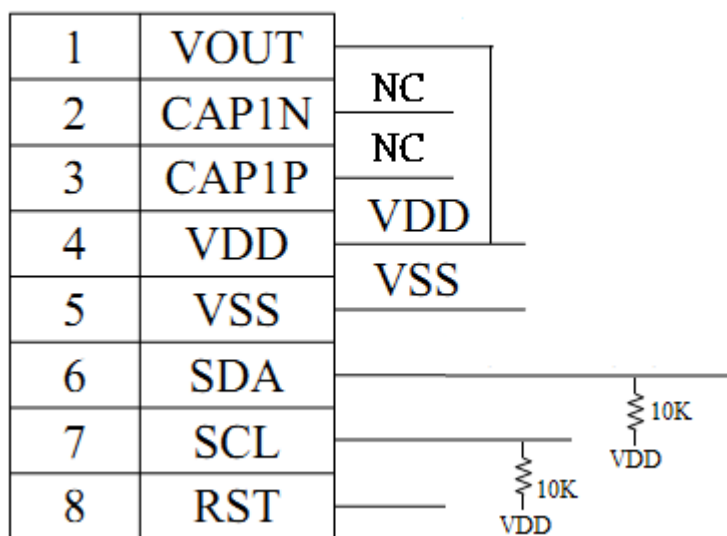 1 VOUT
NC
2 CAP1N
NC
3 CAP1P
VDD
4 VDD
VSS
5 VSS
6 SDA
10K
VDD
7 SCL
10K
VDD
8 RST